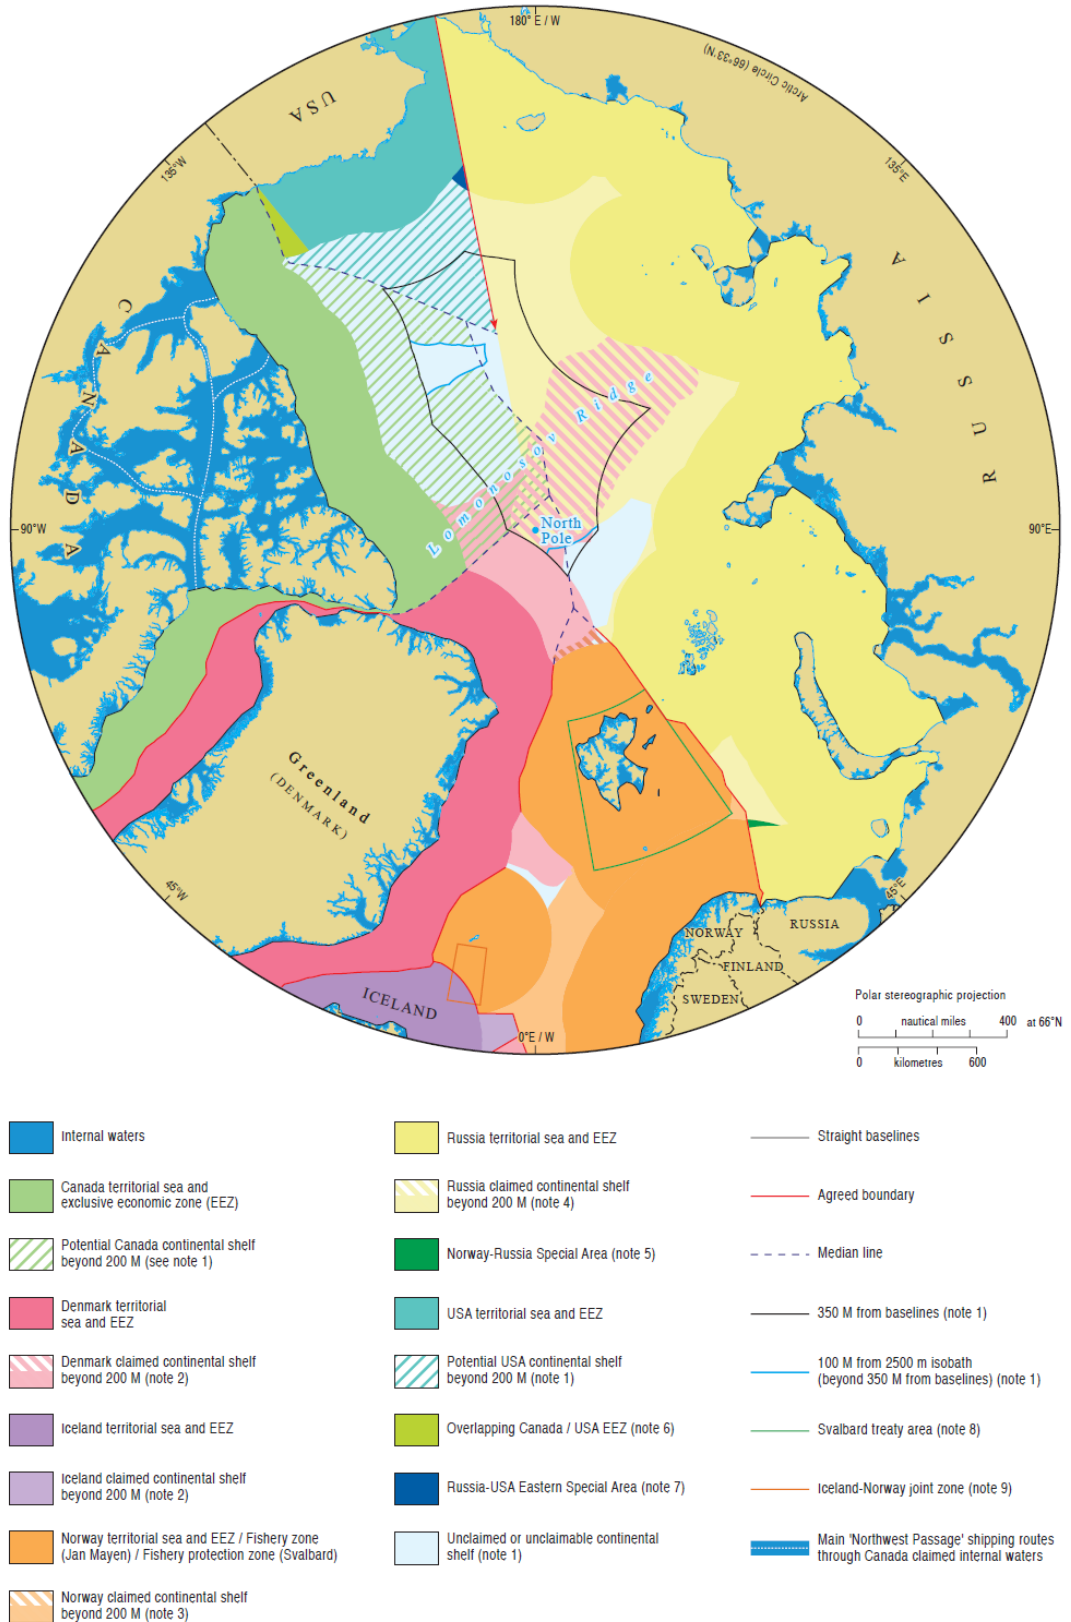 180° E / W
Arctic Circle (66°33'N)
USA
135°W
135°E
CANADA
RUSSIA
Lomonosov Ridge
90°W
North
Pole
90°E
Greenland
(DENMARK)
45°W
45°E
NORWAY
RUSSIA
FINLAND
SWEDEN
ICELAND
0°E / W
Polar stereographic projection
0 nautical miles 400 at 66°N
0 kilometres 600
Internal waters
Canada territorial sea and
exclusive economic zone (EEZ)
Potential Canada continental shelf
beyond 200 M (see note 1)
Denmark territorial
sea and EEZ
Denmark claimed continental shelf
beyond 200 M (note 2)
Iceland territorial sea and EEZ
Iceland claimed continental shelf
beyond 200 M (note 2)
Norway territorial sea and EEZ / Fishery zone
(Jan Mayen) / Fishery protection zone (Svalbard)
Norway claimed continental shelf
beyond 200 M (note 3)
Russia territorial sea and EEZ
Russia claimed continental shelf
beyond 200 M (note 4)
Norway-Russia Special Area (note 5)
USA territorial sea and EEZ
Potential USA continental shelf
beyond 200 M (note 1)
Overlapping Canada / USA EEZ (note 6)
Russia-USA Eastern Special Area (note 7)
Unclaimed or unclaimable continental
shelf (note 1)
Straight baselines
Agreed boundary
Median line
350 M from baselines (note 1)
100 M from 2500 m isobath
(beyond 350 M from baselines) (note 1)
Svalbard treaty area (note 8)
Iceland-Norway joint zone (note 9)
Main 'Northwest Passage' shipping routes
through Canada claimed internal waters